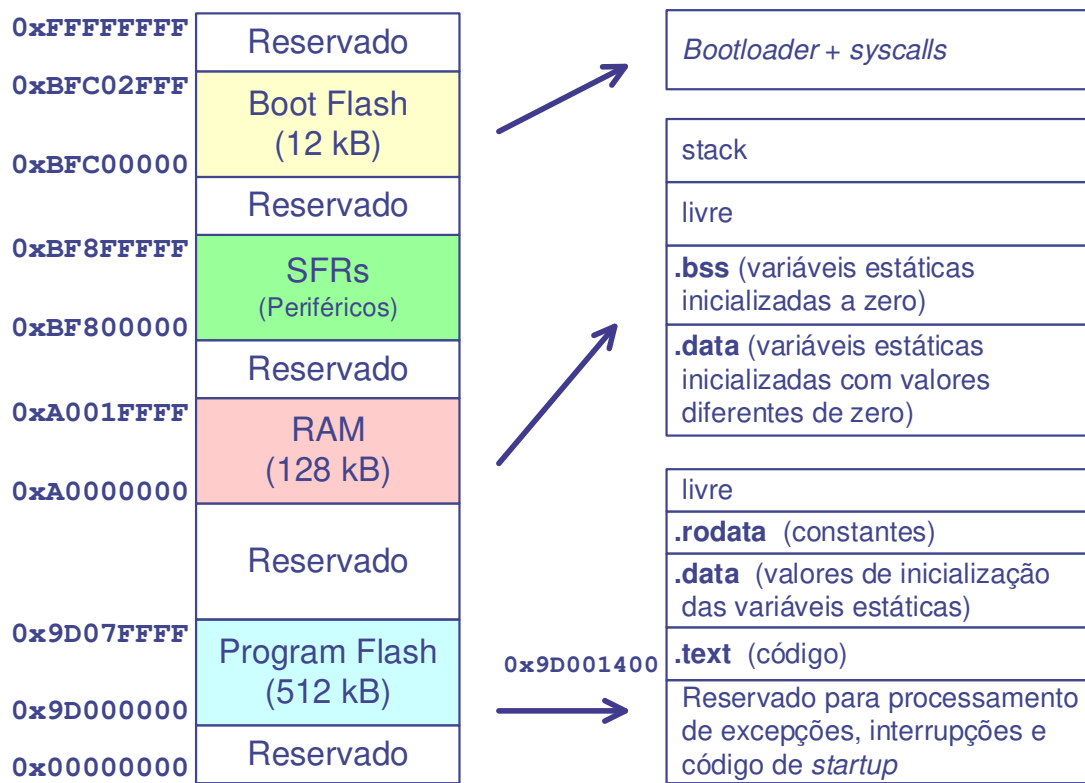 0xFFFFFFFF
Reservado
0xBFC02FFF
Boot Flash
(12 kB)
0xBFC00000
Reservado
0xBF8FFFFF
SFRs
(Periféricos)
0xBF800000
Reservado
0xA001FFFF
RAM
(128 kB)
0xA0000000
Reservado
0x9D07FFFF
Program Flash
(512 kB)
0x9D000000
Reservado
0x00000000
Bootloader + syscalls
stack
livre
.bss (variáveis estáticas
inicializadas a zero)
.data (variáveis estáticas
inicializadas com valores
diferentes de zero)
livre
.rodata (constantes)
.data (valores de inicialização
das variáveis estáticas)
0x9D001400
.text (código)
Reservado para processamento
de excepções, interrupções e
código de startup